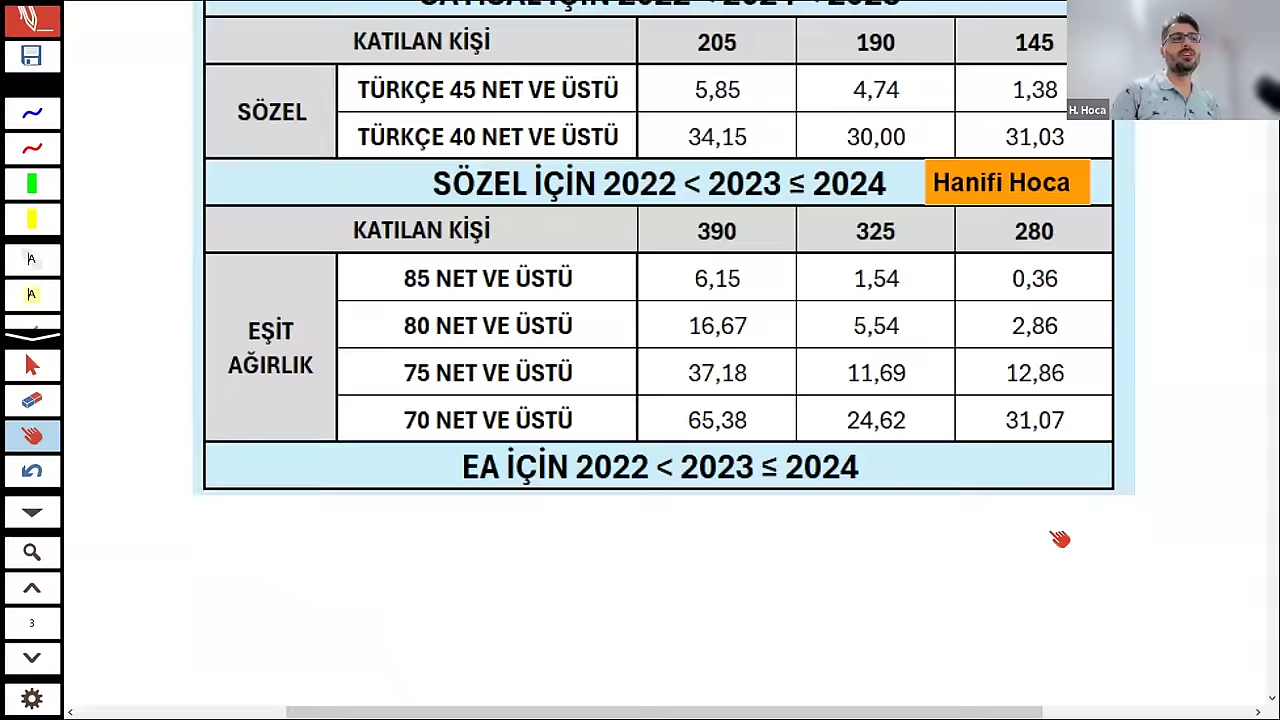 KATILAN KİŞİ 205 190 145
SÖZEL
TÜRKÇE 45 NET VE ÜSTÜ 5,85 4,74 1,38
TÜRKÇE 40 NET VE ÜSTÜ 34,15 30,00 31,03
SÖZEL İÇİN 2022 < 2023 ≤ 2024
Hanifi Hoca
KATILAN KİŞİ 390 325 280
EŞİT
AĞIRLIK
85 NET VE ÜSTÜ 6,15 1,54 0,36
80 NET VE ÜSTÜ 16,67 5,54 2,86
75 NET VE ÜSTÜ 37,18 11,69 12,86
70 NET VE ÜSTÜ 65,38 24,62 31,07
EA İÇİN 2022 < 2023 ≤ 2024
H. Hoca
A
A
3